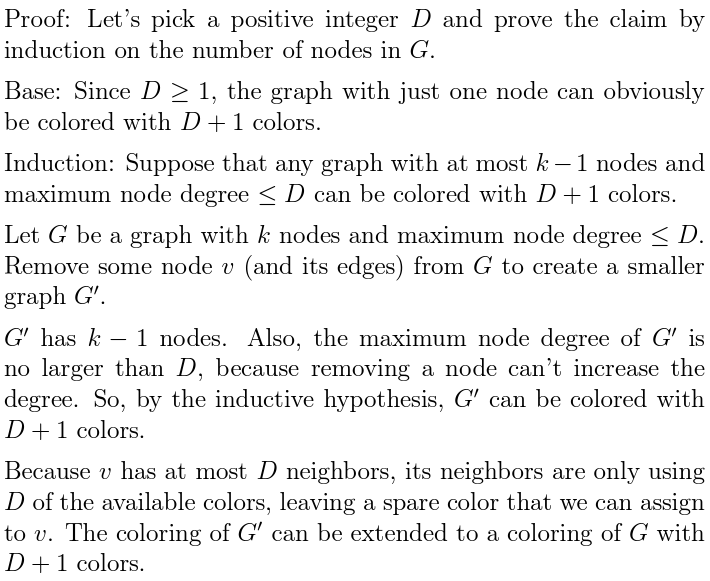 Proof: Let's pick a positive integer D and prove the claim by
induction on the number of nodes in G.
Base: Since D ≥ 1, the graph with just one node can obviously
be colored with D + 1 colors.
Induction: Suppose that any graph with at most k − 1 nodes and
maximum node degree ≤ D can be colored with D + 1 colors.
Let G be a graph with k nodes and maximum node degree ≤ D.
Remove some node v (and its edges) from G to create a smaller
graph G′.
G′ has k − 1 nodes. Also, the maximum node degree of G′ is
no larger than D, because removing a node can't increase the
degree. So, by the inductive hypothesis, G′ can be colored with
D + 1 colors.
Because v has at most D neighbors, its neighbors are only using
D of the available colors, leaving a spare color that we can assign
to v. The coloring of G′ can be extended to a coloring of G with
D + 1 colors.